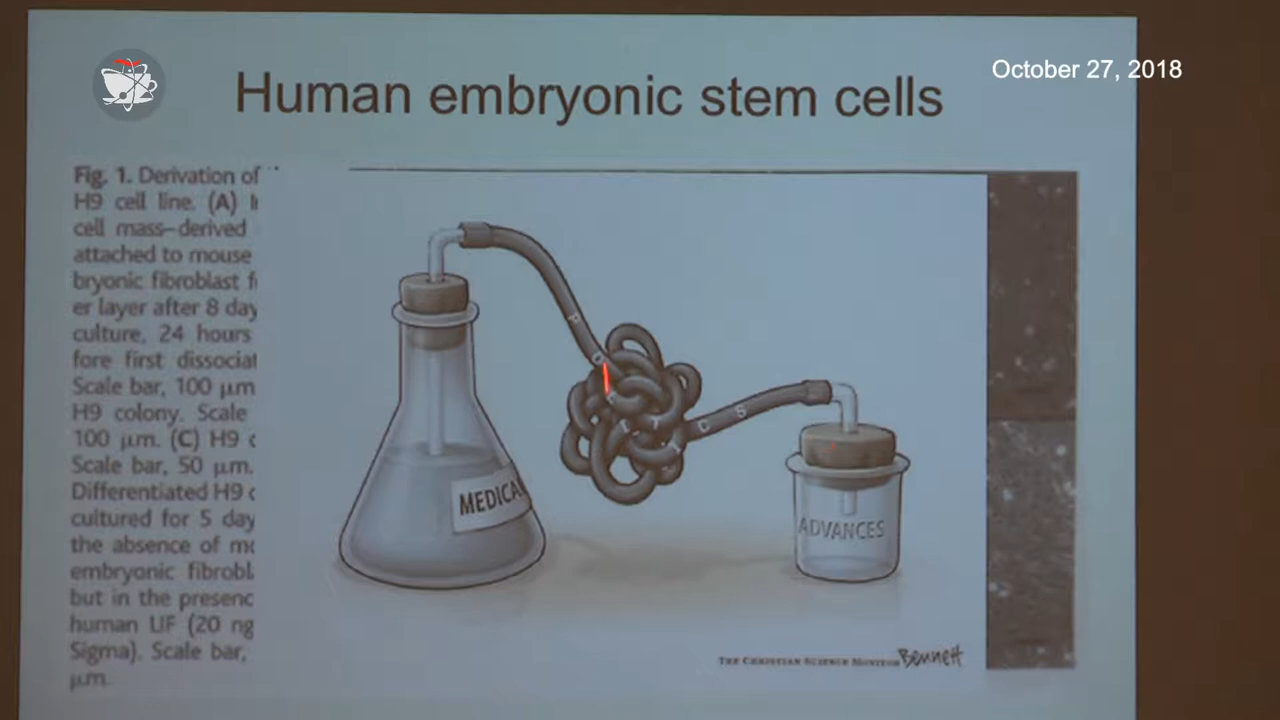 October 27, 2018
Human embryonic stem cells
Fig. 1. Derivation of
H9 cell line. (A)
cell mass–derived
attached to mouse
bryonic fibroblast
er layer after 8 day
culture, 24 hours
fore first dissociat
Scale bar, 100 μm
H9 colony. Scale
100 μm. (C) H9
Scale bar, 50 μm.
Differentiated H9
cultured for 5 day
the absence of
embryonic fibrobl
but in the presenc
human LIF (20 ng
Sigma). Scale bar,
μm.
P
O
L
I
T
I
C
S
MEDICA
ADVANCES
THE CHRISTIAN SCIENCE MONITOR
Bennett